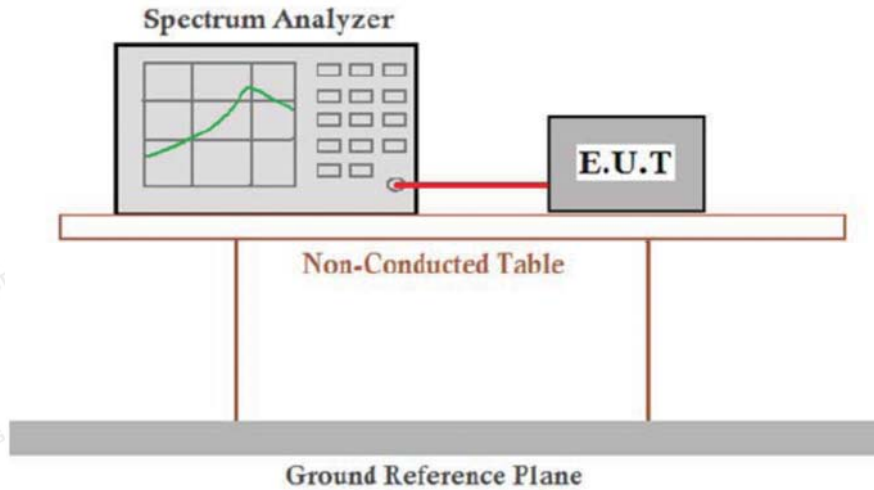 Spectrum Analyzer
E.U.T
Non-Conducted Table
Ground Reference Plane